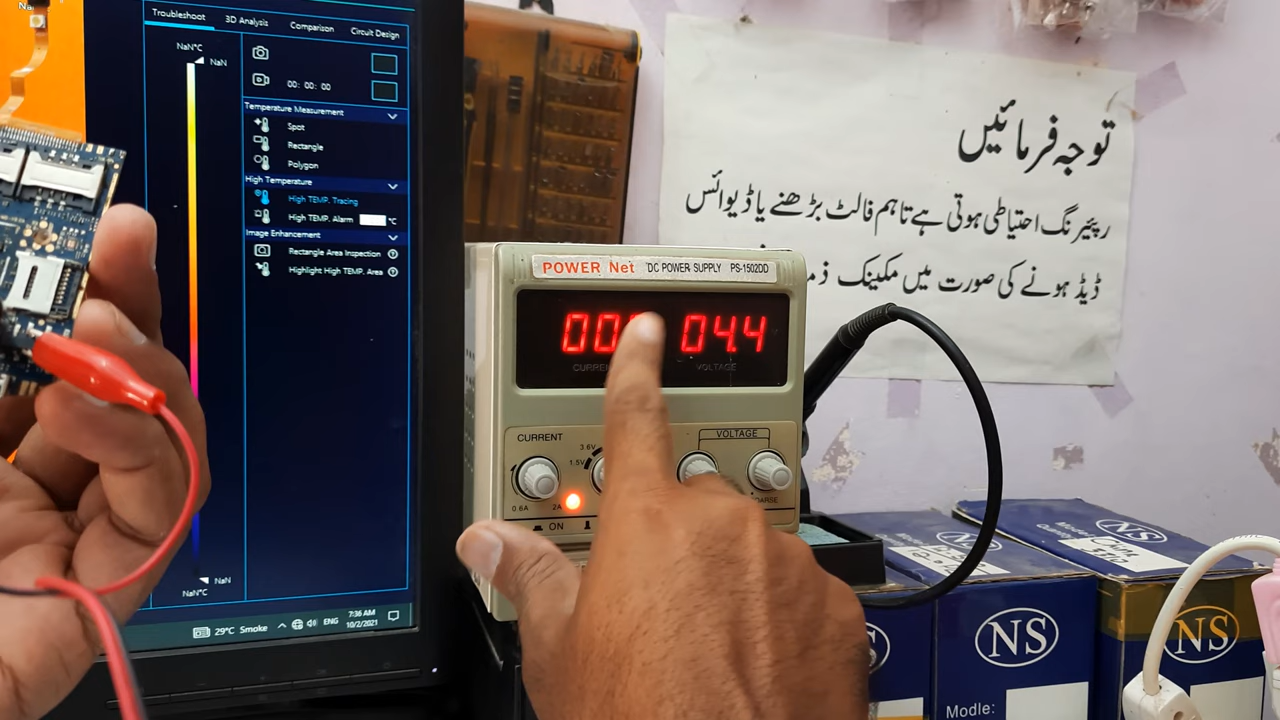 Troubleshoot 3D Analysis Comparison Circuit Design
NaN°C
NaN
00: 00: 00
Temperature Measurement
Spot
Rectangle
Polygon
High Temperature
High TEMP. Tracing
High TEMP. Alarm °C
Image Enhancement
Rectangle Area Inspection
Highlight High TEMP. Area
NaN
NaN°C
29°C Smoke ENG 7:36 AM
10/2/2021
توجہ فرمائیں
رپئیرنگ احتیاطی ہوتی ہے تاہم فالٹ بڑھنے یا ڈیوائس
ڈیڈ ہونے کی صورت میں مکینک
POWER Net DC POWER SUPPLY PS-1502DD
00 04.4
VOLTAGE
CURRENT VOLTAGE
3.6V
1.5V
0.6A 2A
ON
NS
NS
NS
Modle: